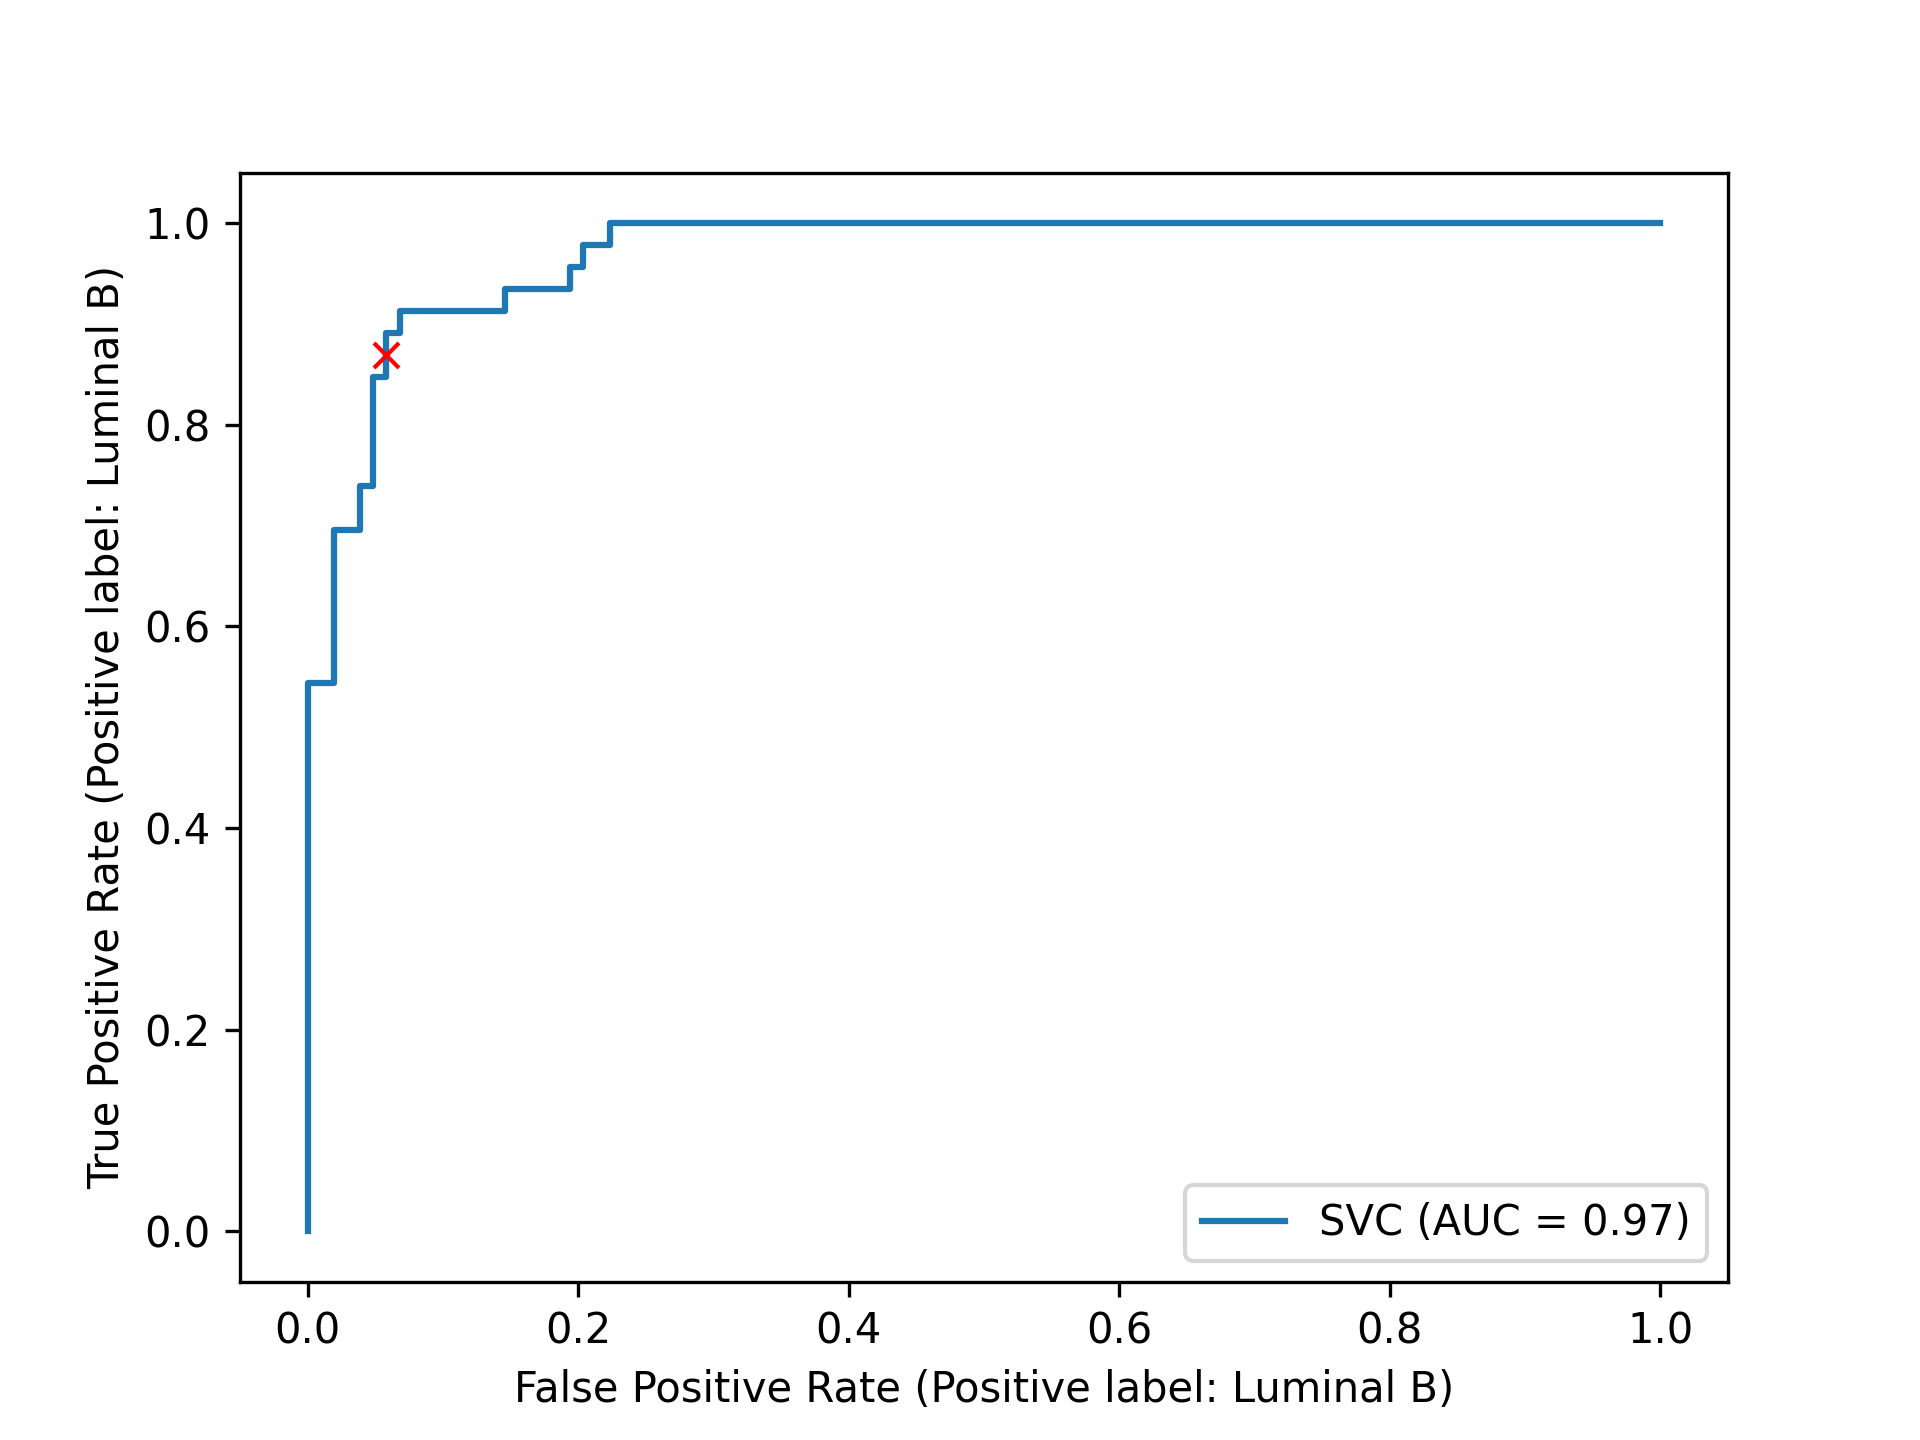 1.0
0.8
0.6
0.4
0.2
0.0
True Positive Rate (Positive label: Luminal B)
SVC (AUC = 0.97)
0.0 0.2 0.4 0.6 0.8 1.0
False Positive Rate (Positive label: Luminal B)